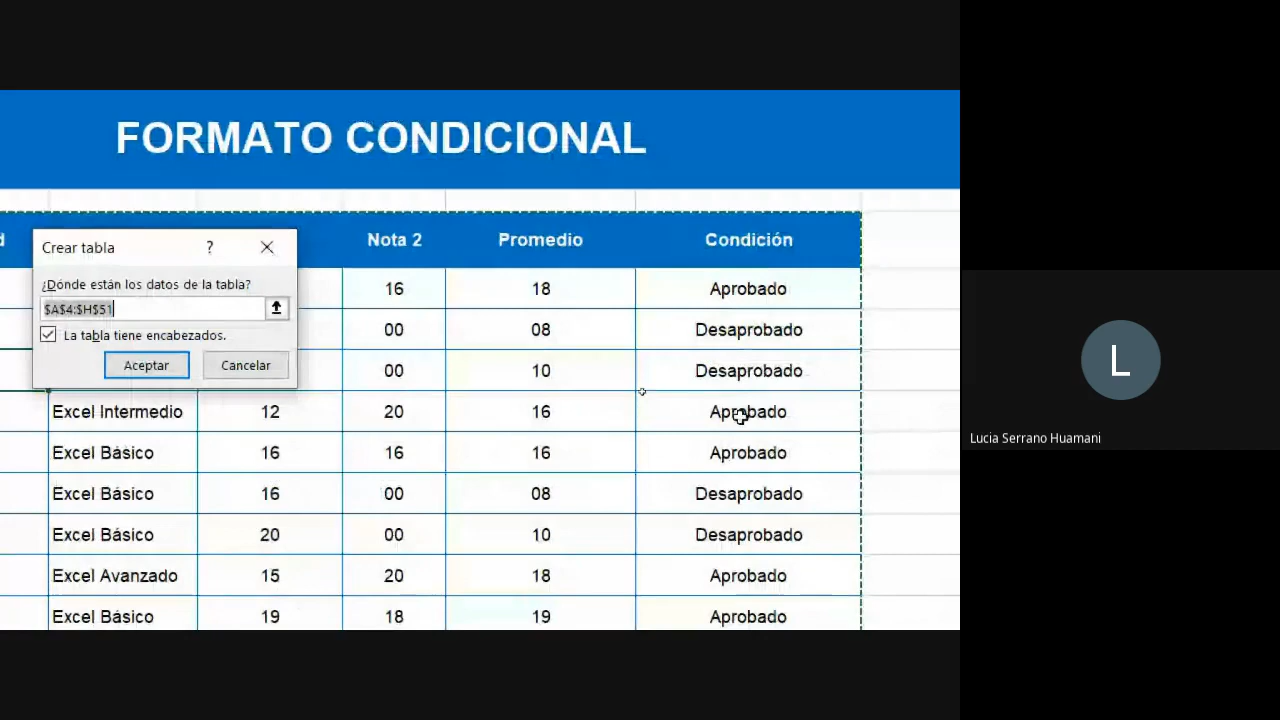 FORMATO CONDICIONAL
d Nota 2 Promedio Condición
Crear tabla ?
¿Dónde están los datos de la tabla?
$A$4:$H$51
La tabla tiene encabezados.
Aceptar Cancelar
16 18 Aprobado
00 08 Desaprobado
00 10 Desaprobado
Excel Intermedio 12 20 16 Aprobado
Excel Básico 16 16 16 Aprobado
Excel Básico 16 00 08 Desaprobado
Excel Básico 20 00 10 Desaprobado
Excel Avanzado 15 20 18 Aprobado
Excel Básico 19 18 19 Aprobado
L
Lucia Serrano Huamani